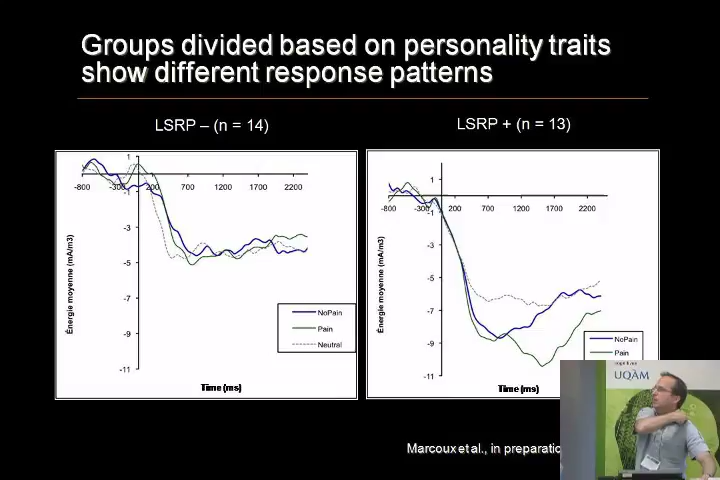 Groups divided based on personality traits
show different response patterns
LSRP – (n = 14)
LSRP + (n = 13)
Énergie moyenne (mA/m3)
1
-1
-3
-5
-7
-9
-11
-800 -300 200 700 1200 1700 2200
NoPain
Pain
Neutral
Time (ms)
Énergie moyenne (mA/m3)
1
-1
-3
-5
-7
-9
-11
-800 -300 200 700 1200 1700 2200
NoPain
Pain
Time (ms)
UQÀM
Marcoux et al., in preparatio